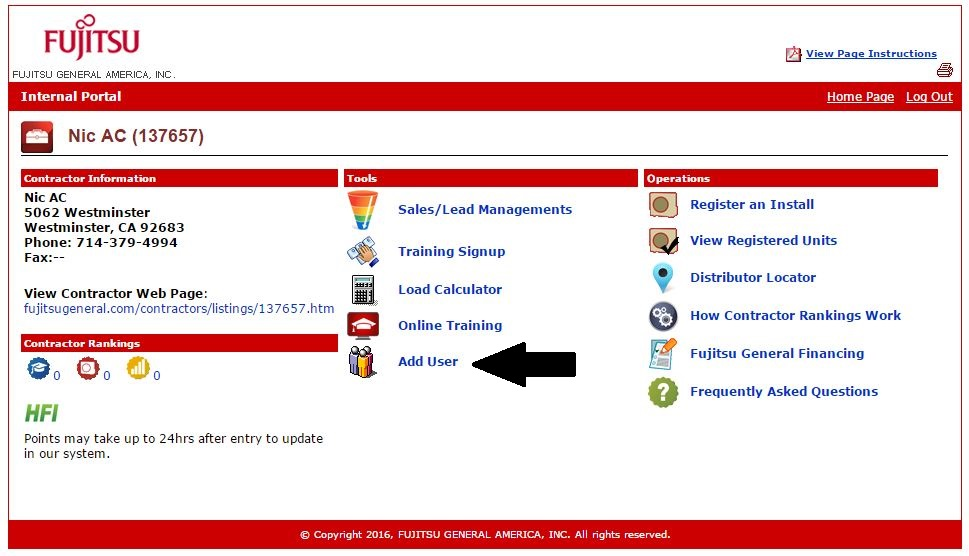 FUJITSU
FUJITSU GENERAL AMERICA, INC.
View Page Instructions
Internal Portal
Home Page Log Out
Nic AC (137657)
Contractor Information
Nic AC
5062 Westminster
Westminster, CA 92683
Phone: 714-379-4994
Fax:--
View Contractor Web Page:
fujitsugeneral.com/contractors/listings/137657.htm
Contractor Rankings
0 0 0
HFI
Points may take up to 24hrs after entry to update
in our system.
Tools
Sales/Lead Managements
Training Signup
Load Calculator
Online Training
Add User
Operations
Register an Install
View Registered Units
Distributor Locator
How Contractor Rankings Work
Fujitsu General Financing
?
Frequently Asked Questions
© Copyright 2016, FUJITSU GENERAL AMERICA, INC. All rights reserved.